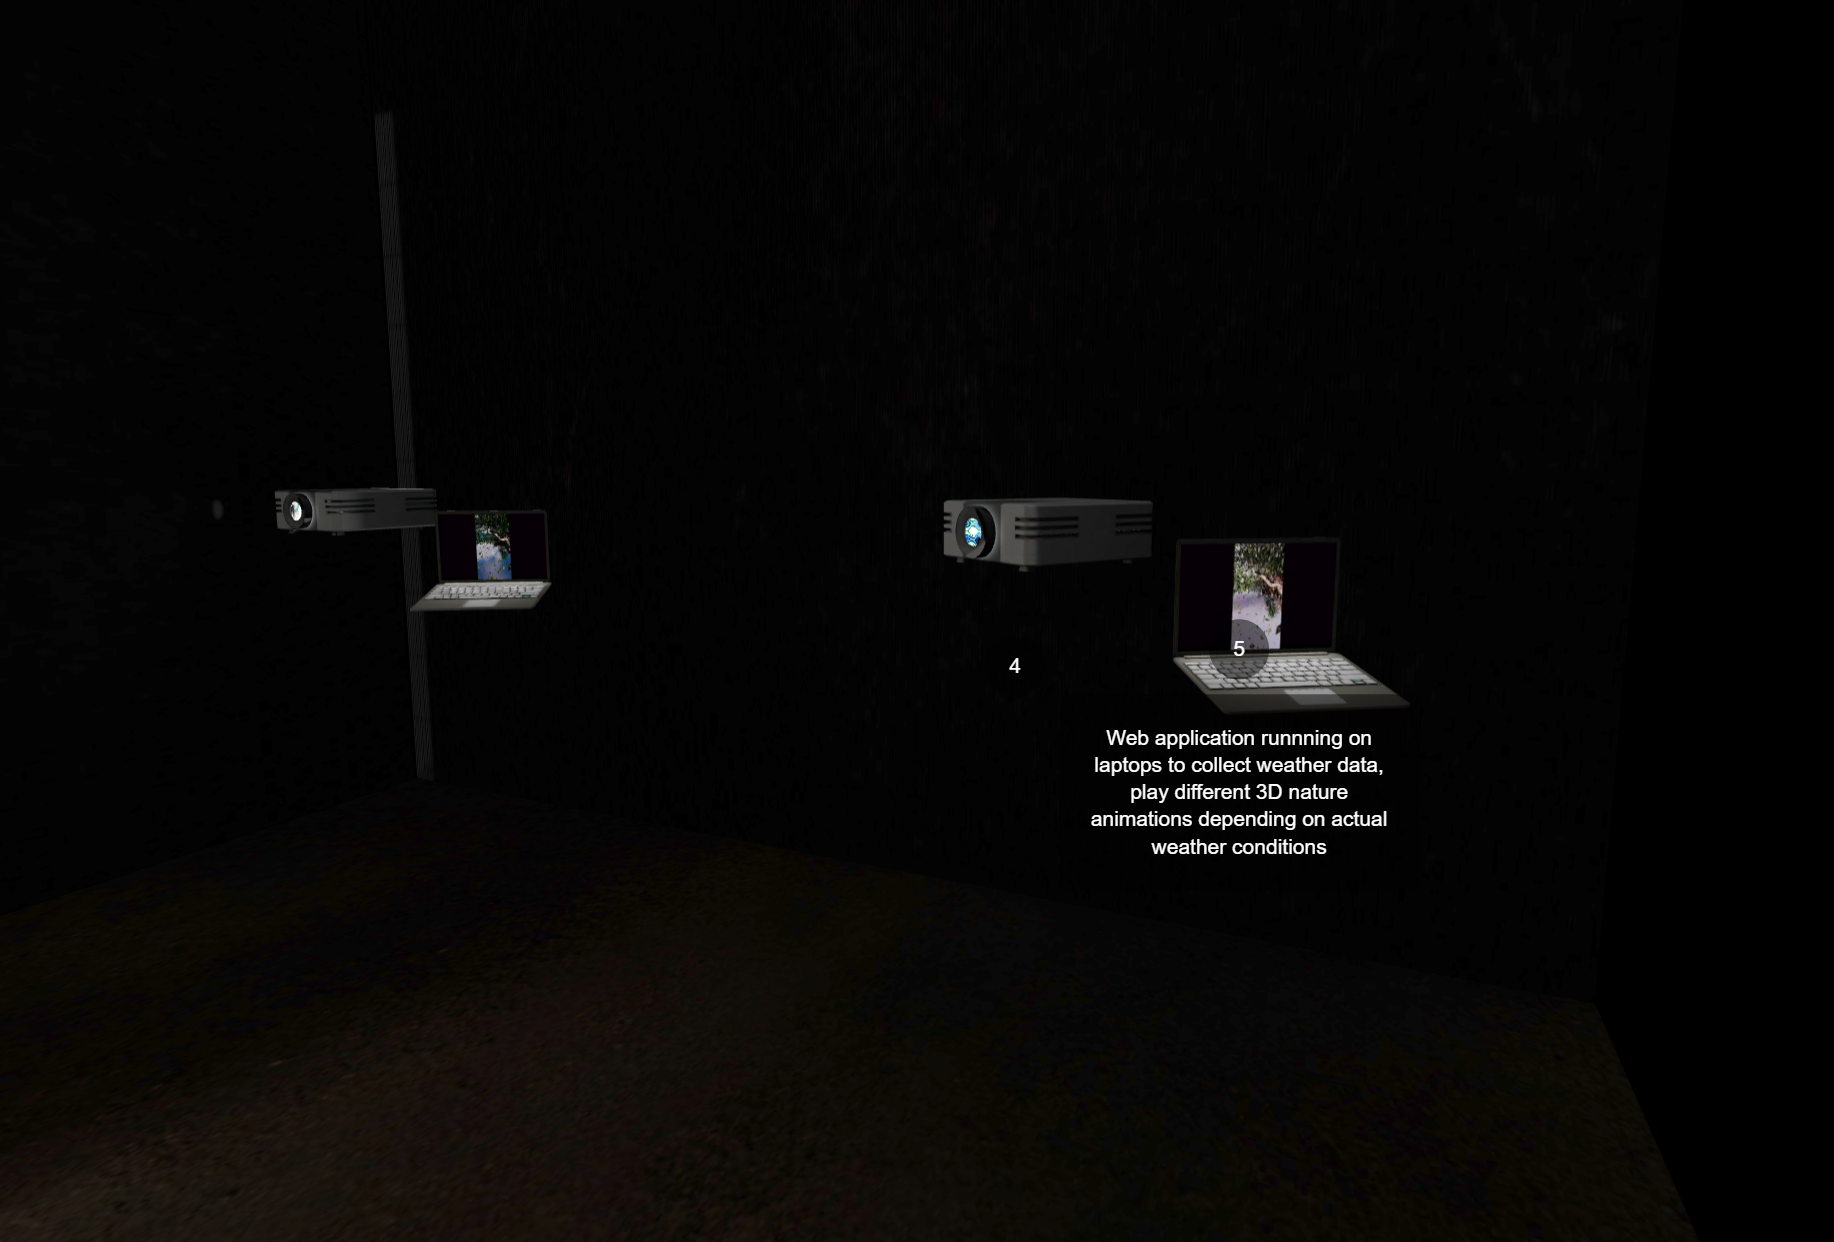 4
5
Web application runnning on
laptops to collect weather data,
play different 3D nature
animations depending on actual
weather conditions